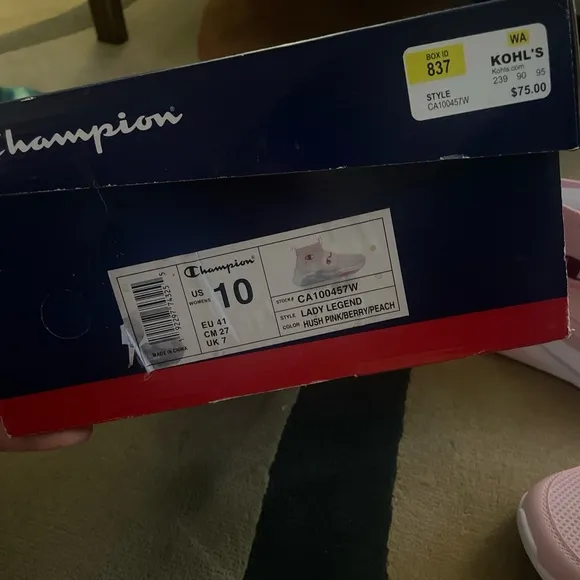 Champion
BOX ID
837
WA
KOHL'S
Kohls.com
239 90 95
STYLE
CA100457W
$75.00
MADE IN CHINA
US
WOMENS
10
EU 41
CM 27
UK 7
Champion
STOCK# CA100457W
STYLE LADY LEGEND
COLOR HUSH PINK/BERRY/PEACH